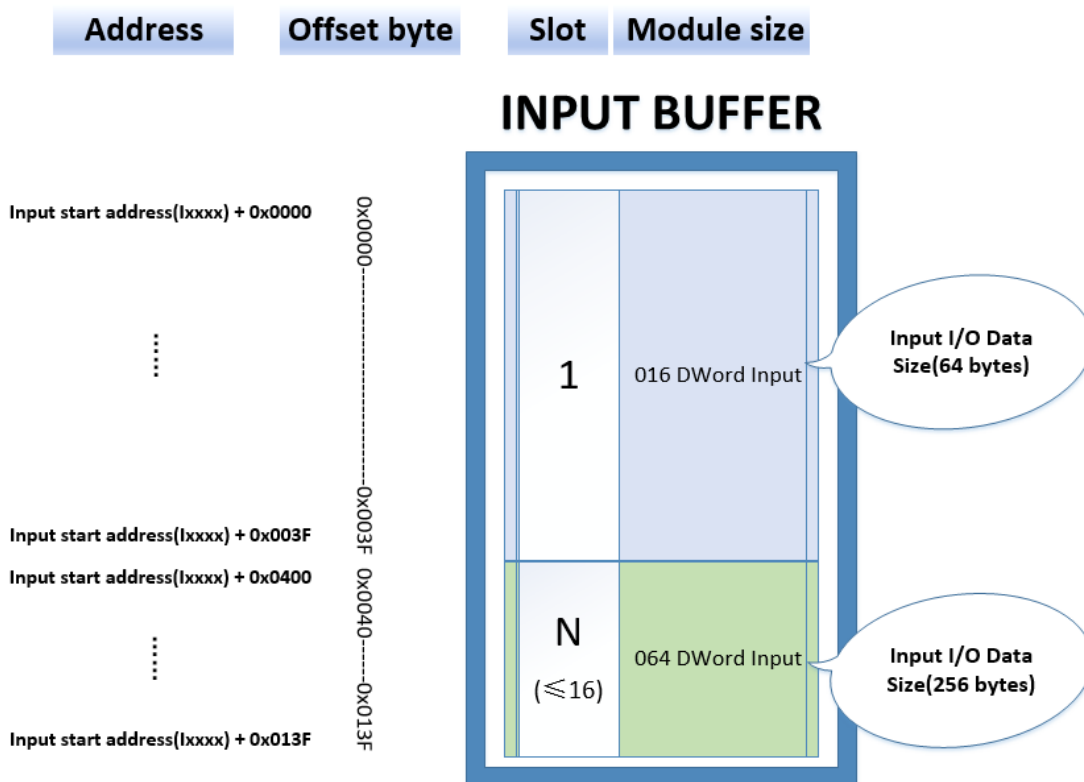 Address Offset byte Slot Module size
INPUT BUFFER
Input start address(Ixxxx) + 0x0000
0x0000----------------------------0x003F
1
016 DWord Input
Input I/O Data
Size(64 bytes)
Input start address(Ixxxx) + 0x003F
Input start address(Ixxxx) + 0x0400
0x0040------0x013F
N
(≤16)
064 DWord Input
Input I/O Data
Size(256 bytes)
Input start address(Ixxxx) + 0x013F